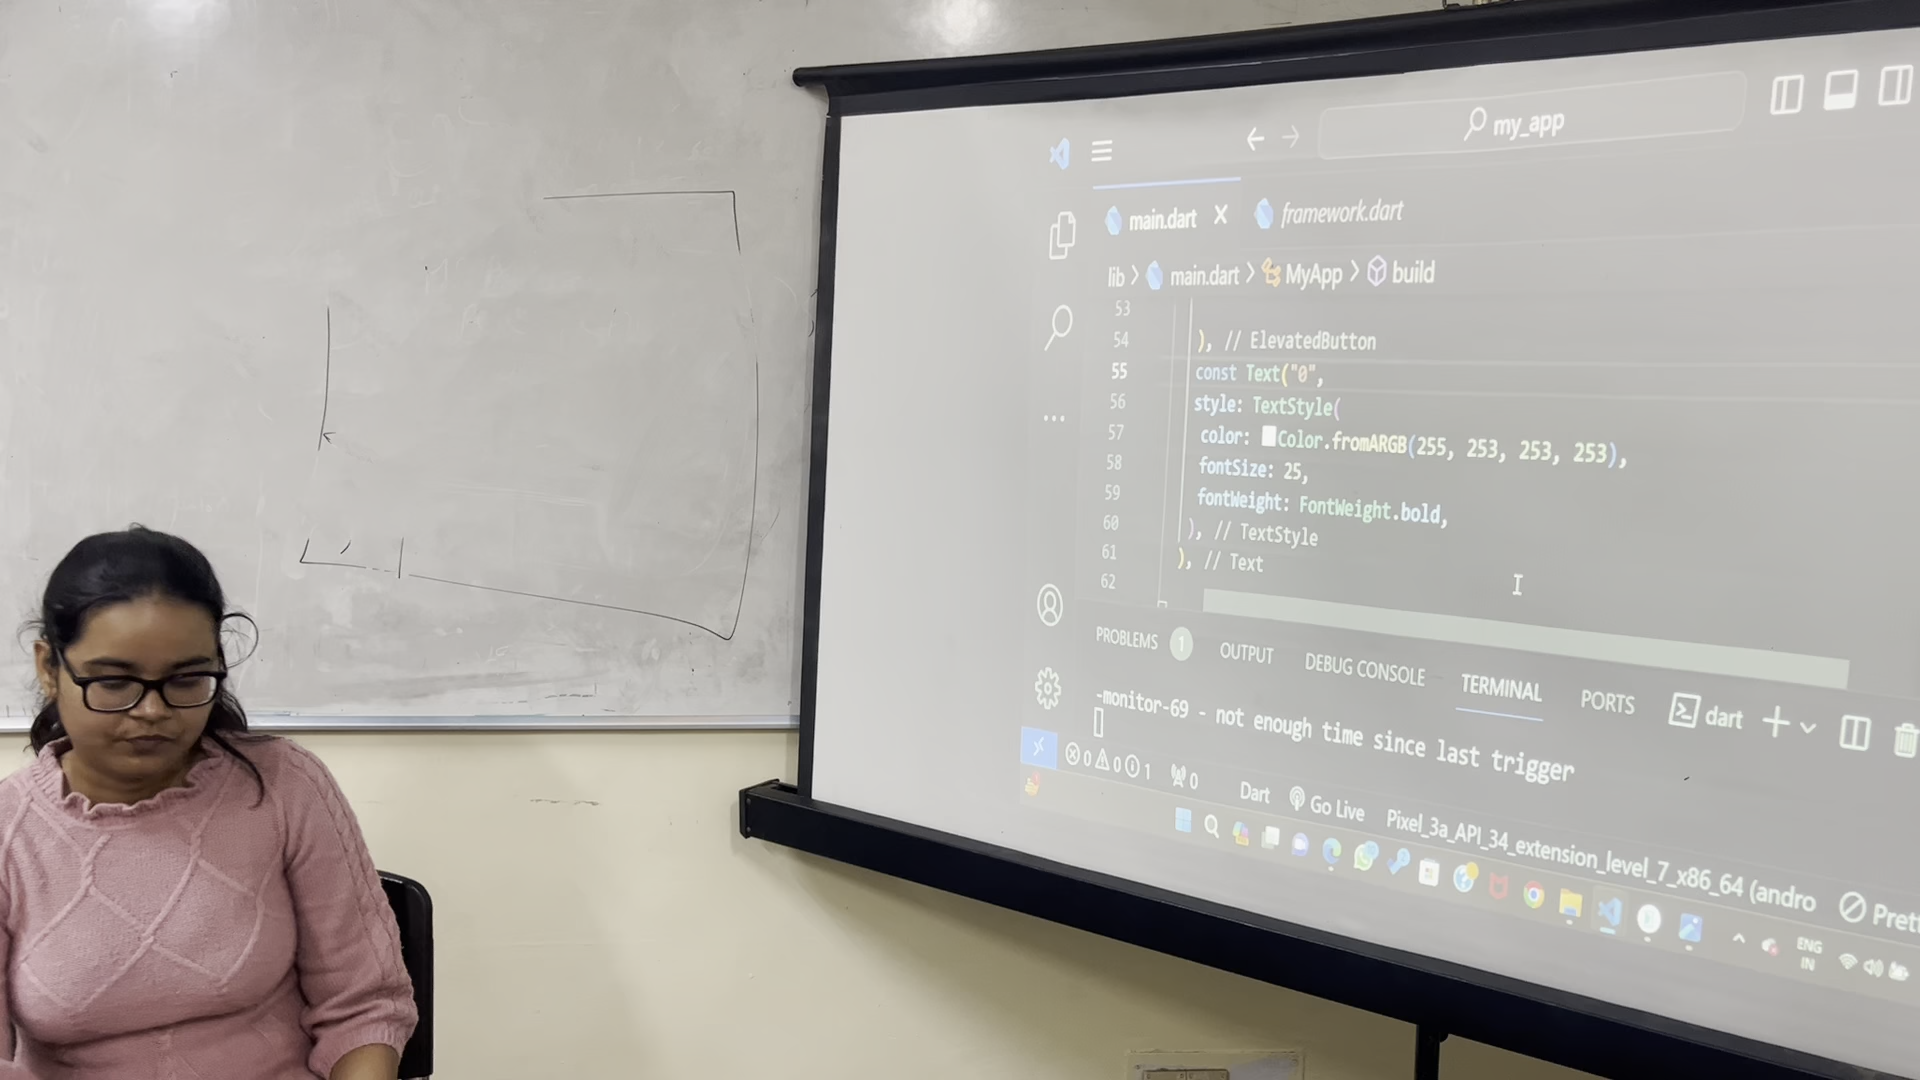 my_app
main.dart X framework.dart
lib > main.dart > MyApp > build
53
54 ), // ElevatedButton
55 const Text("0",
56 style: TextStyle(
57 color: Color.fromARGB(255, 253, 253, 253),
58 fontSize: 25,
59 fontWeight: FontWeight.bold,
60 ), // TextStyle
61 ), // Text
62
PROBLEMS 1 OUTPUT DEBUG CONSOLE TERMINAL PORTS dart
-monitor-69 - not enough time since last trigger
0 0 1 0 Dart Go Live Pixel_3a_API_34_extension_level_7_x86_64 (andro Prett
ENG
IN